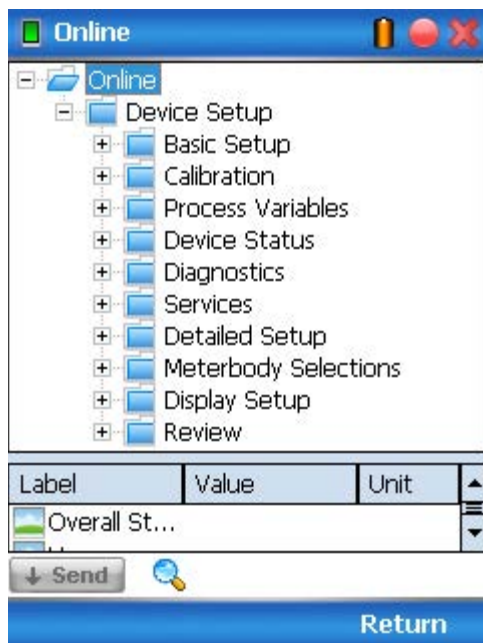 Online
Online
Device Setup
Basic Setup
Calibration
Process Variables
Device Status
Diagnostics
Services
Detailed Setup
Meterbody Selections
Display Setup
Review
Label Value Unit
Overall St...
Send
Return